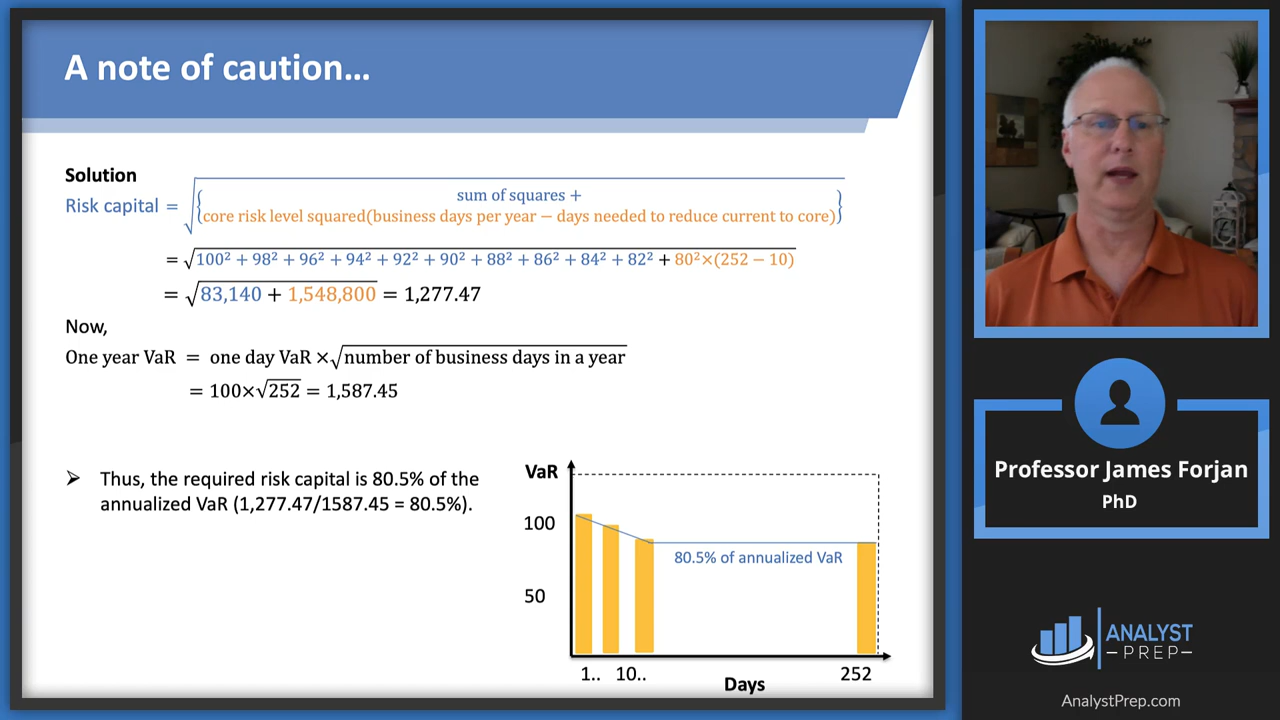 A note of caution...
Solution
Risk capital = √{sum of squares +
core risk level squared(business days per year − days needed to reduce current to core)}
= √100² + 98² + 96² + 94² + 92² + 90² + 88² + 86² + 84² + 82² + 80²×(252 − 10)
= √83,140 + 1,548,800 = 1,277.47
Now,
One year VaR = one day VaR ×√number of business days in a year
= 100×√252 = 1,587.45
➢ Thus, the required risk capital is 80.5% of the
annualized VaR (1,277.47/1587.45 = 80.5%).
VaR
100
80.5% of annualized VaR
50
1.. 10.. 252
Days
Professor James Forjan
PhD
ANALYST
–PREP–
AnalystPrep.com